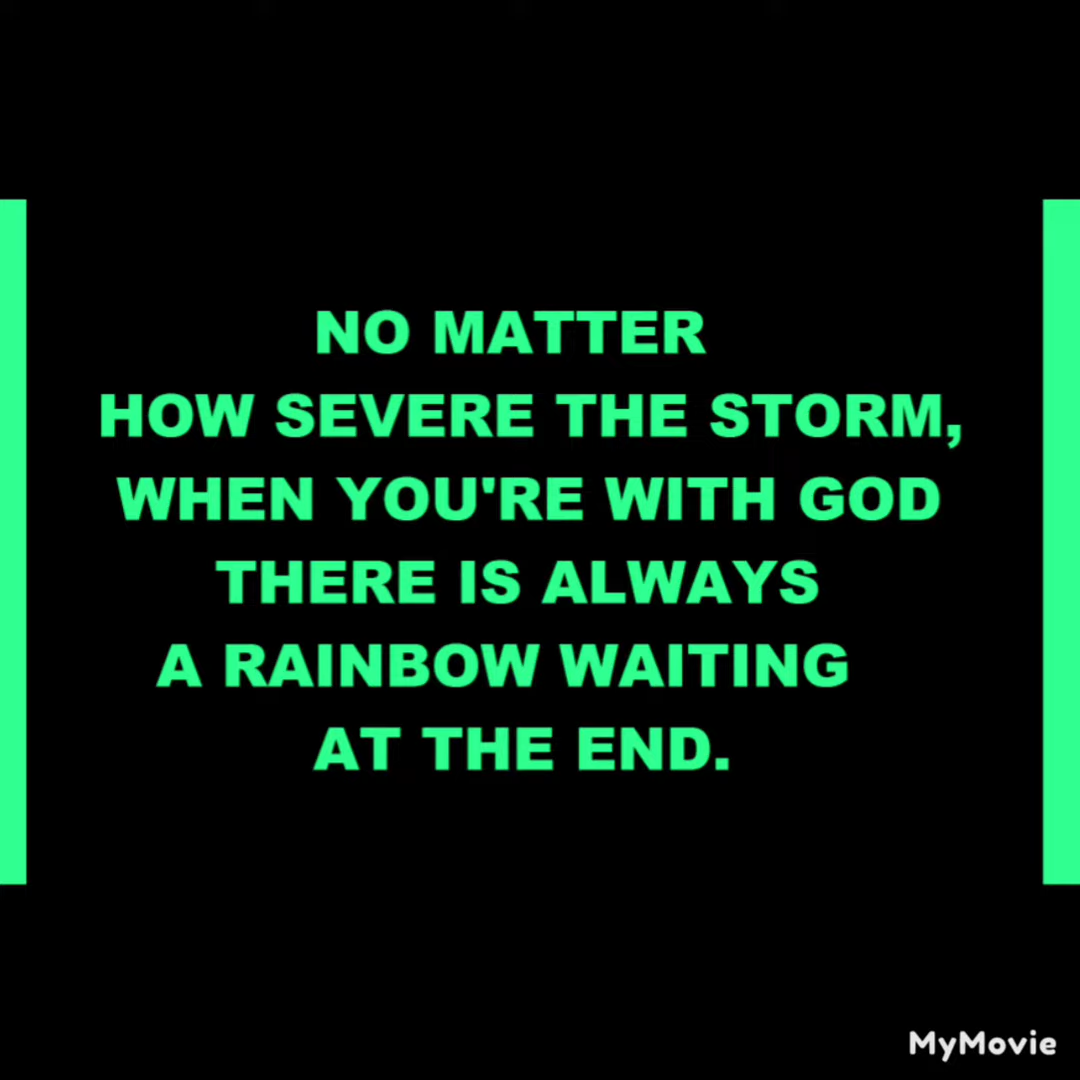 NO MATTER
HOW SEVERE THE STORM,
WHEN YOU'RE WITH GOD
THERE IS ALWAYS
A RAINBOW WAITING
AT THE END.
MyMovie